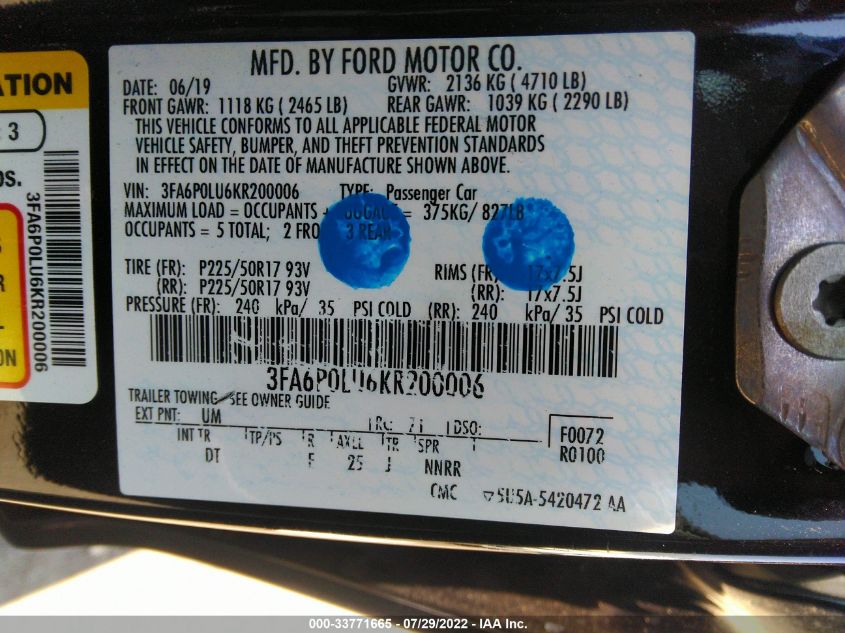 MFD. BY FORD MOTOR CO.
DATE: 06/19 GVWR: 2136 KG ( 4710 LB)
FRONT GAWR: 1118 KG ( 2465 LB) REAR GAWR: 1039 KG ( 2290 LB)
THIS VEHICLE CONFORMS TO ALL APPLICABLE FEDERAL MOTOR
VEHICLE SAFETY, BUMPER, AND THEFT PREVENTION STANDARDS
IN EFFECT ON THE DATE OF MANUFACTURE SHOWN ABOVE.
VIN: 3FA6P0LU6KR200006 TYPE: Passenger Car
MAXIMUM LOAD = OCCUPANTS + = 375KG/ 827LB
OCCUPANTS = 5 TOTAL; 2 3 REAR
TIRE (FR): P225/50R17 93V RIMS (FR 17x7.5J
(RR): P225/50R17 93V (RR): 17x7.5J
PRESSURE (FR): 240 kPa/ 35 PSI COLD (RR): 240 kPa/ 35 PSI COLD
3FA6P0LU6KR200006
TRAILER TOWING/SEE OWNER GUIDE
EXT PNT: UM RC: 71 DSO: F0072
R0100
INT TR TP/PS R AXLE TR SPR
DT F 25 J NNRR
CMC 5U5A-5420472 AA
ATION
: 3
3FA6P0LU6KR200006
ON
000-33771665 - 07/29/2022 - IAA Inc.